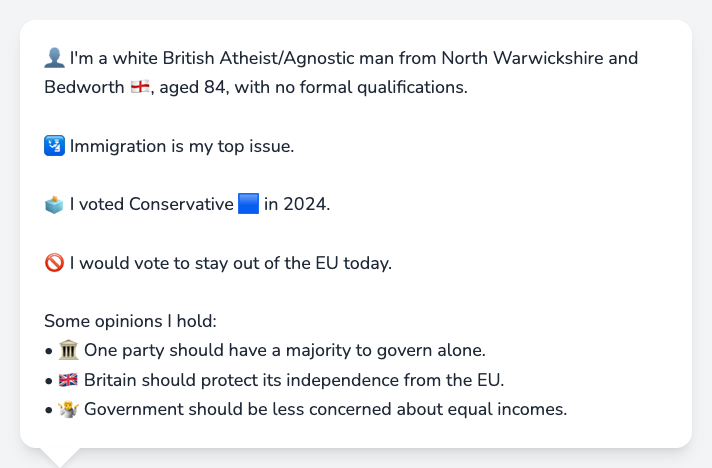 👤 I'm a white British Atheist/Agnostic man from North Warwickshire and
Bedworth 🏴󠁧󠁢󠁥󠁮󠁧󠁿, aged 84, with no formal qualifications.
🛂 Immigration is my top issue.
🗳️ I voted Conservative 🟦 in 2024.
🚫 I would vote to stay out of the EU today.
Some opinions I hold:
• 🏛️ One party should have a majority to govern alone.
• 🇬🇧 Britain should protect its independence from the EU.
• 🤷 Government should be less concerned about equal incomes.